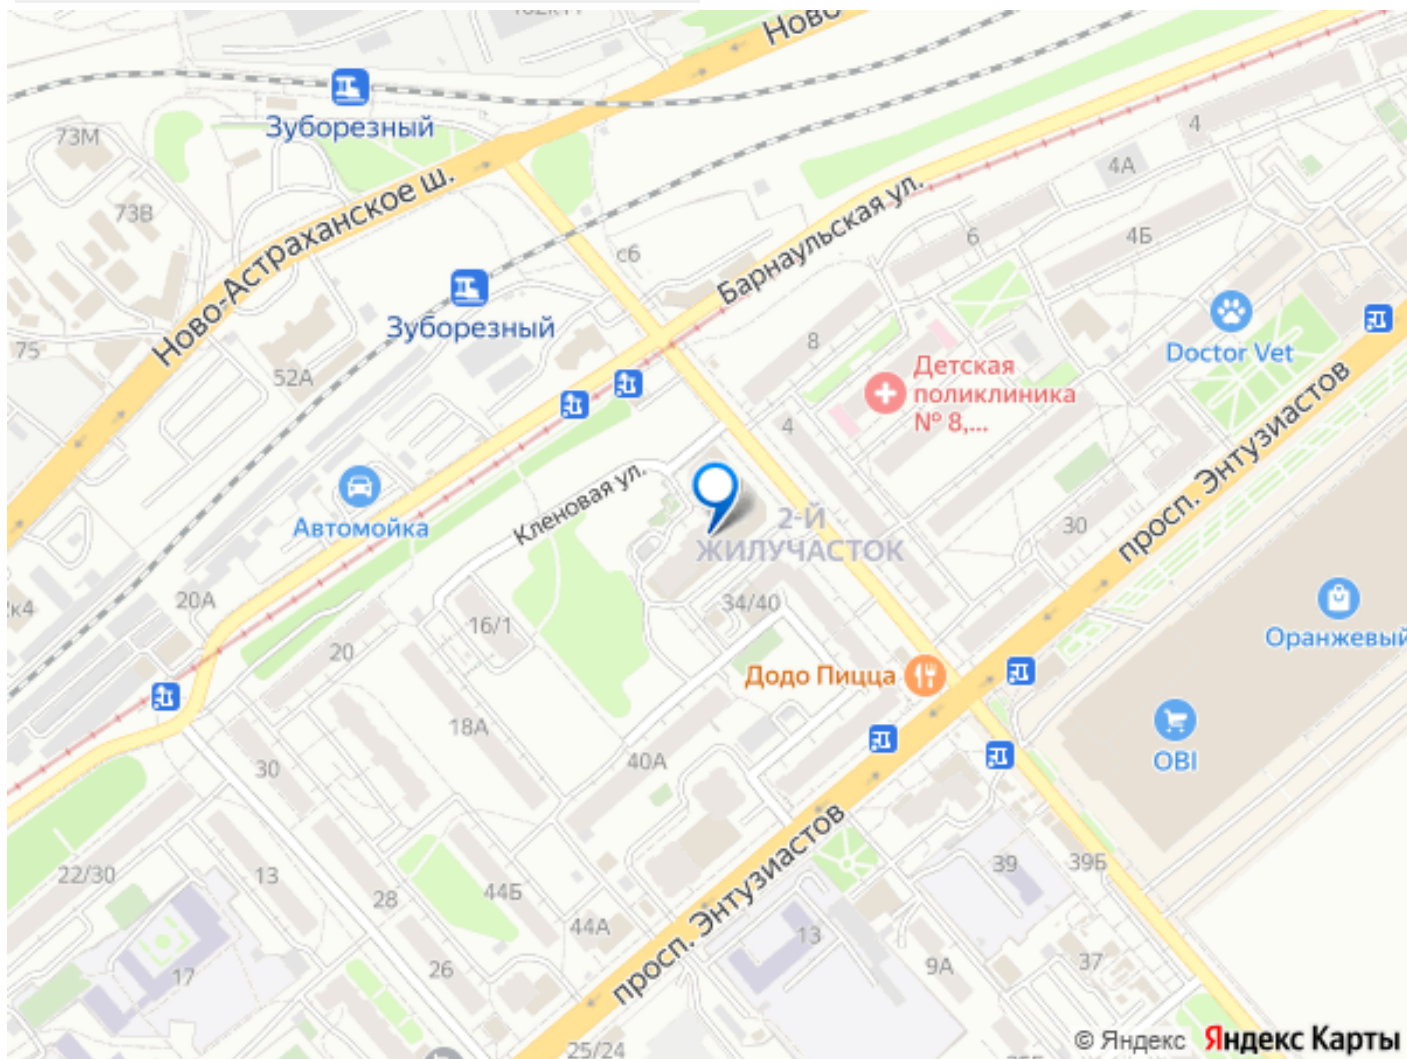 Ново
Зуборезный
73М
4
4А
73В
Ново-Астраханское ш.
Барнаульская ул.
6
4Б
с6
Зуборезный
75
52А
8
Doctor Vet
Детская
поликлиника
№ 8,...
4
просп. Энтузиастов
Автомойка
Кленовая ул.
2-й
жилучасток
30
к4
20А
16/1
34/40
Оранжевый
20
Додо Пицца
18А
40А
OBI
30
просп. Энтузиастов
22/30
13
28
44Б
39
39Б
44А
13
17
26
9А
37
25/24
© Яндекс Яндекс Карты